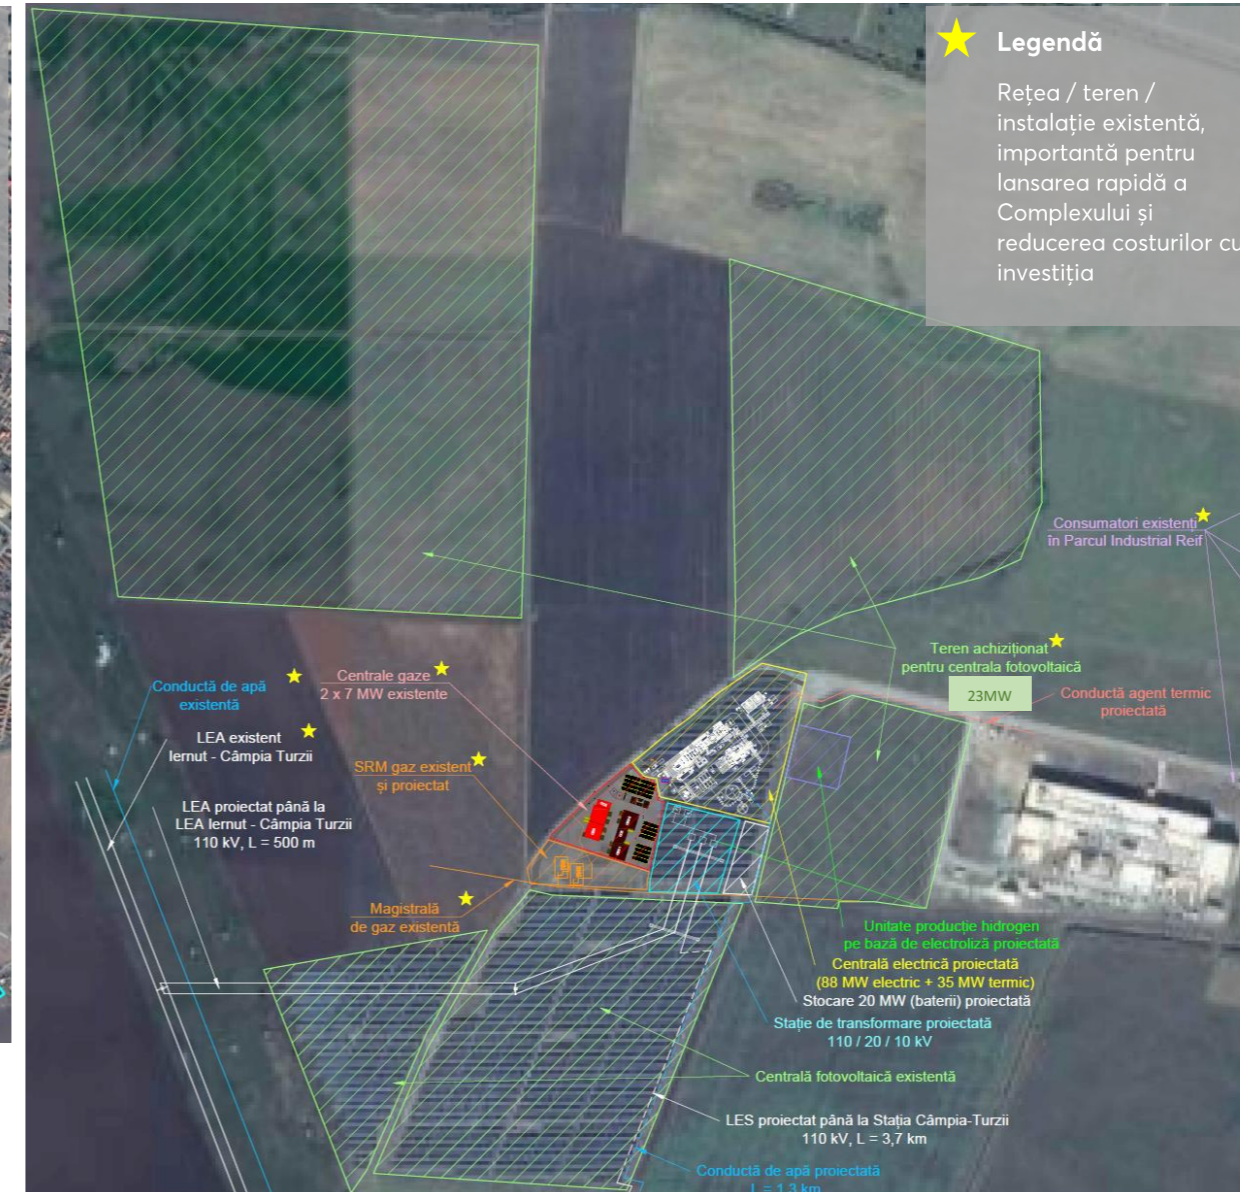 Legendă
Rețea / teren /
instalație existentă,
importantă pentru
lansarea rapidă a
Complexului și
reducerea costurilor cu
investiția
Consumatori existenți
în Parcul Industrial Reif
Teren achiziționat
pentru centrala fotovoltaică
23MW
Conductă agent termic
proiectată
Centrale gaze
2 x 7 MW existente
Conductă de apă
existentă
LEA existent
Iernut - Câmpia Turzii
SRM gaz existent
și proiectat
LEA proiectat până la
LEA Iernut - Câmpia Turzii
110 kV, L = 500 m
Magistrală
de gaz existentă
Unitate producție hidrogen
pe bază de electroliză proiectată
Centrală electrică proiectată
(88 MW electric + 35 MW termic)
Stocare 20 MW (baterii) proiectată
Stație de transformare proiectată
110 / 20 / 10 kV
Centrală fotovoltaică existentă
LES proiectat până la Stația Câmpia-Turzii
110 kV, L = 3,7 km
Conductă de apă proiectată
L = 1,3 km